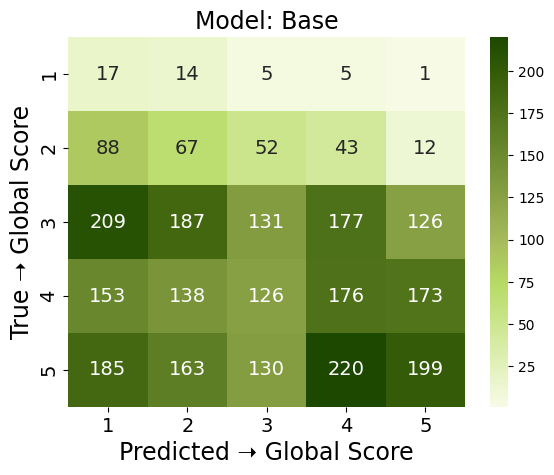 Model: Base
True → Global Score
1 17 14 5 5 1
2 88 67 52 43 12
3 209 187 131 177 126
4 153 138 126 176 173
5 185 163 130 220 199
1 2 3 4 5
Predicted → Global Score
200
175
150
125
100
75
50
25